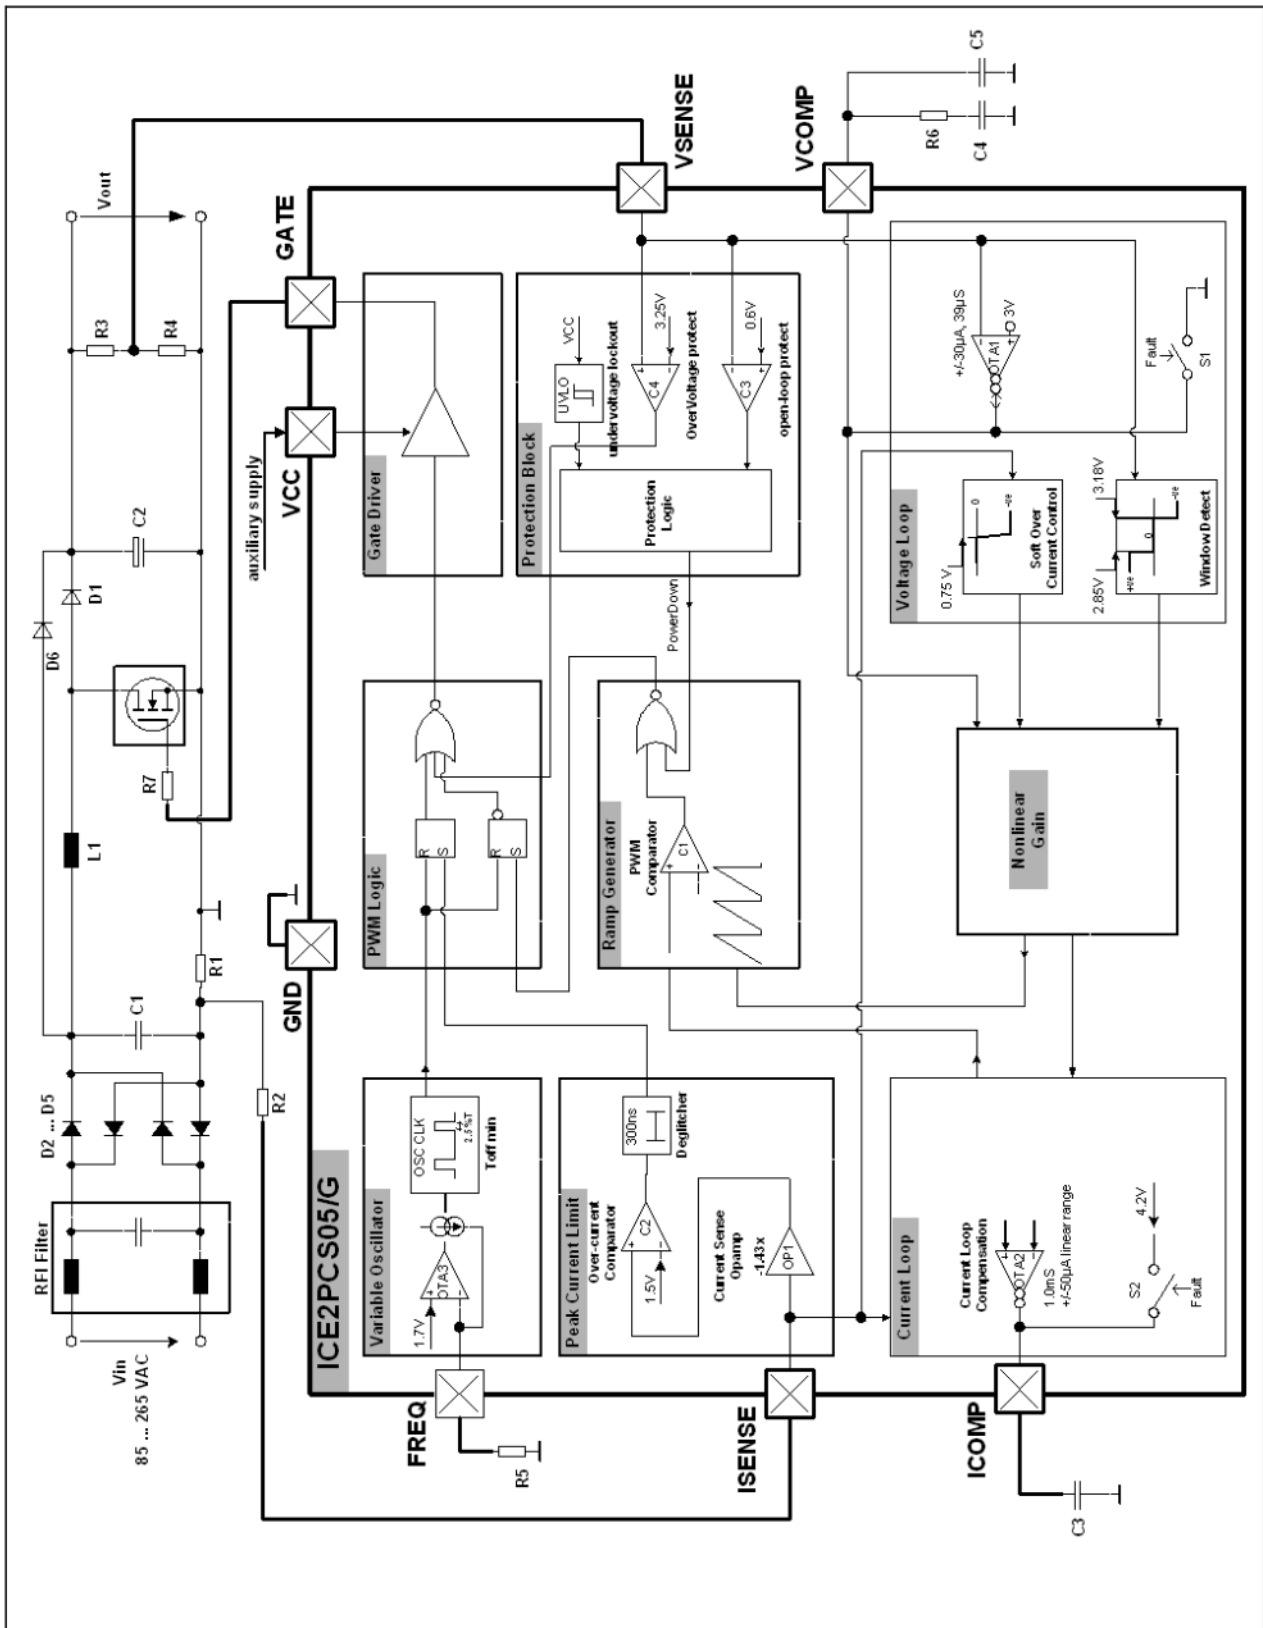 RFI Filter
Vin
85 ... 265 VAC
D2 ... D5
C1
R1
R2
L1
R7
D6
D1
C2
R3
R4
Vout
GND
auxiliary supply
VCC
GATE
ICE2PCS05/G
Variable Oscillator
1.7V
OTA3
OSC CLK
2.5%T
Toffmin
FREQ
R5
PWM Logic
R
S
R
S
Gate Driver
Peak Current Limit
Over-current
Comparator
1.5V
C2
300ns
Deglitcher
Current Sense
Opamp
-1.43x
OP1
ISENSE
Ramp Generator
PWM
Comparator
C1
PowerDown
Protection Block
Protection
Logic
UVLO
VCC
undervoltage lockout
C4
3.25V
OverVoltage protect
C3
0.6V
open-loop protect
VSENSE
VCOMP
R6
C4
C5
Current Loop
Current Loop
Compensation
OTA2
1.0mS
+/-50µA linear range
4.2V
S2
Fault
ICOMP
C3
Nonlinear
Gain
Voltage Loop
0.75 V
0
-ve
Soft Over
Current Control
2.85V
3.18V
+ve
0
-ve
Window Detect
+/-30µA, 39µS
OTA1
3V
Fault
S1